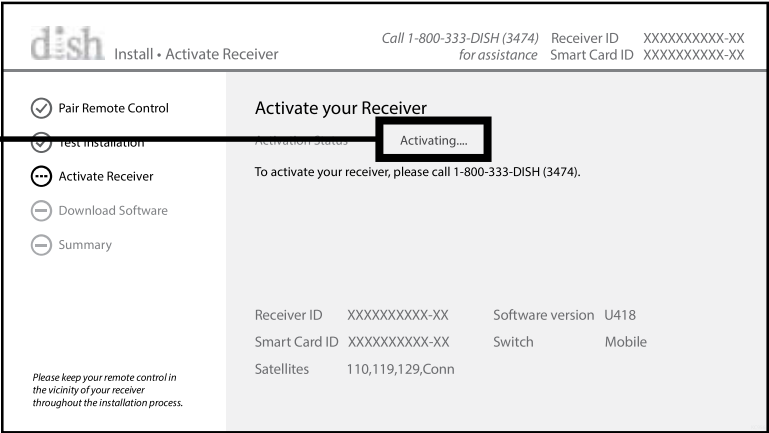 dish Install • Activate Receiver
Call 1-800-333-DISH (3474) Receiver ID XXXXXXXXXX-XX
for assistance Smart Card ID XXXXXXXXXX-XX
Pair Remote Control
Test Installation
Activate Receiver
Download Software
Summary
Please keep your remote control in
the vicinity of your receiver
throughout the installation process.
Activate your Receiver
Activation Status Activating....
To activate your receiver, please call 1-800-333-DISH (3474).
Receiver ID XXXXXXXXXX-XX Software version U418
Smart Card ID XXXXXXXXXX-XX Switch Mobile
Satellites 110,119,129,Conn